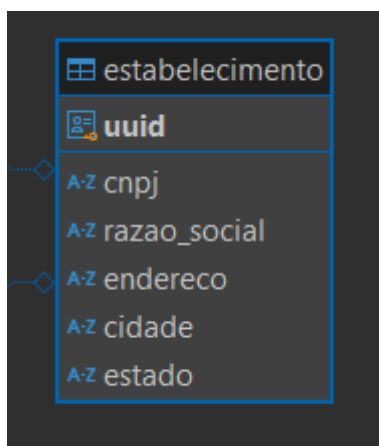 estabelecimento
uuid
A-Z cnpj
A-Z razao_social
A-Z endereco
A-Z cidade
A-Z estado